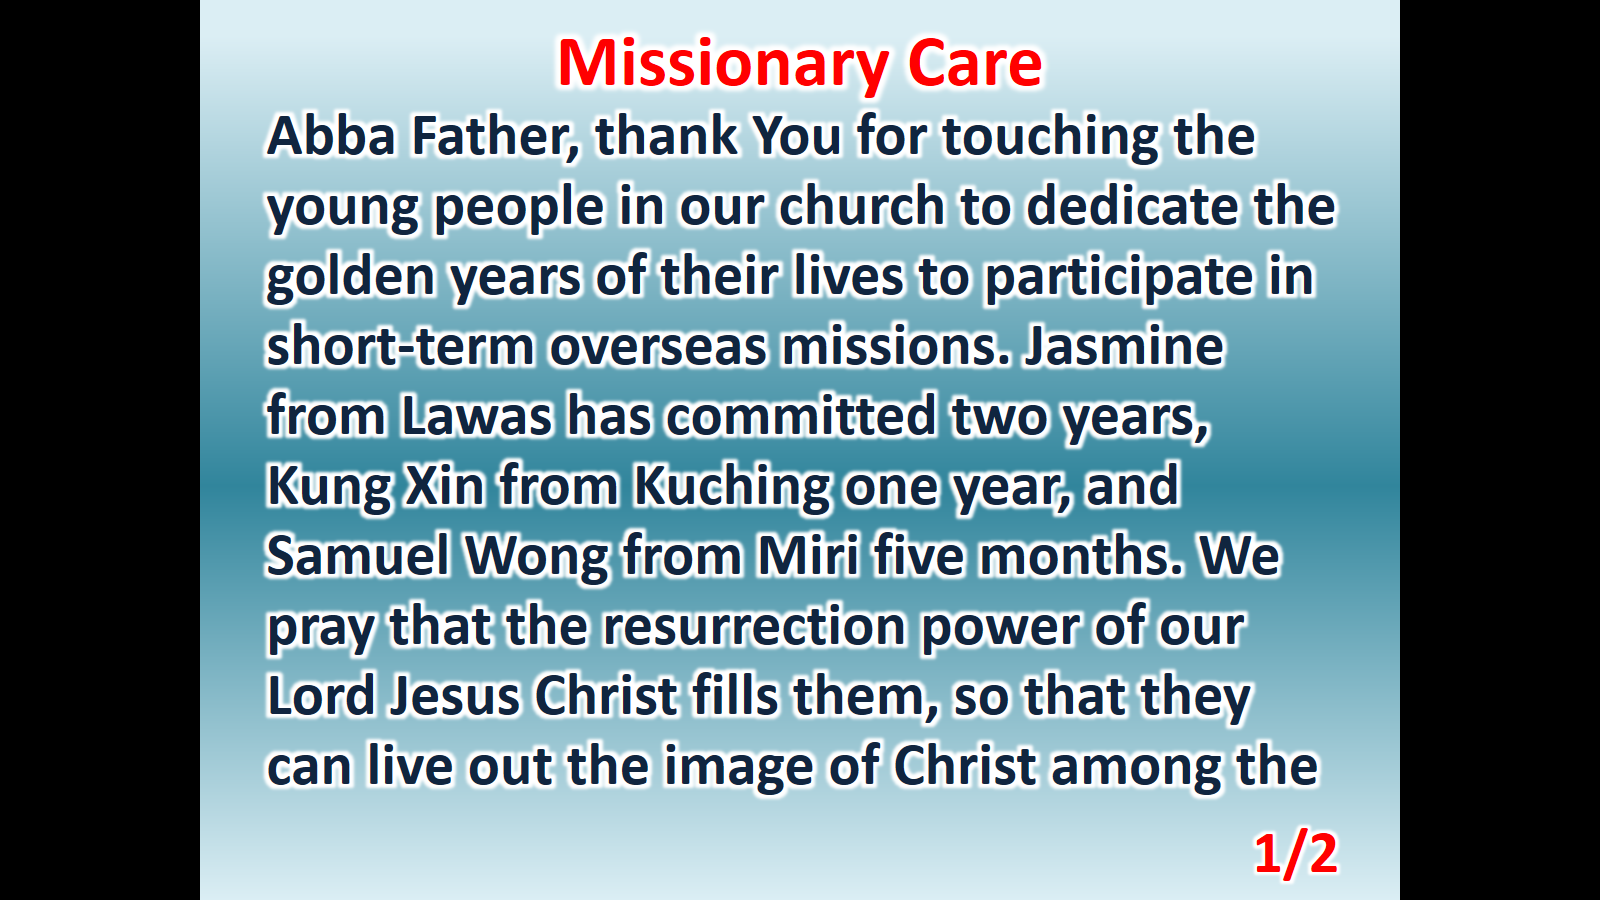 Missionary Care
Abba Father, thank You for touching the
young people in our church to dedicate the
golden years of their lives to participate in
short-term overseas missions. Jasmine
from Lawas has committed two years,
Kung Xin from Kuching one year, and
Samuel Wong from Miri five months. We
pray that the resurrection power of our
Lord Jesus Christ fills them, so that they
can live out the image of Christ among the
1/2